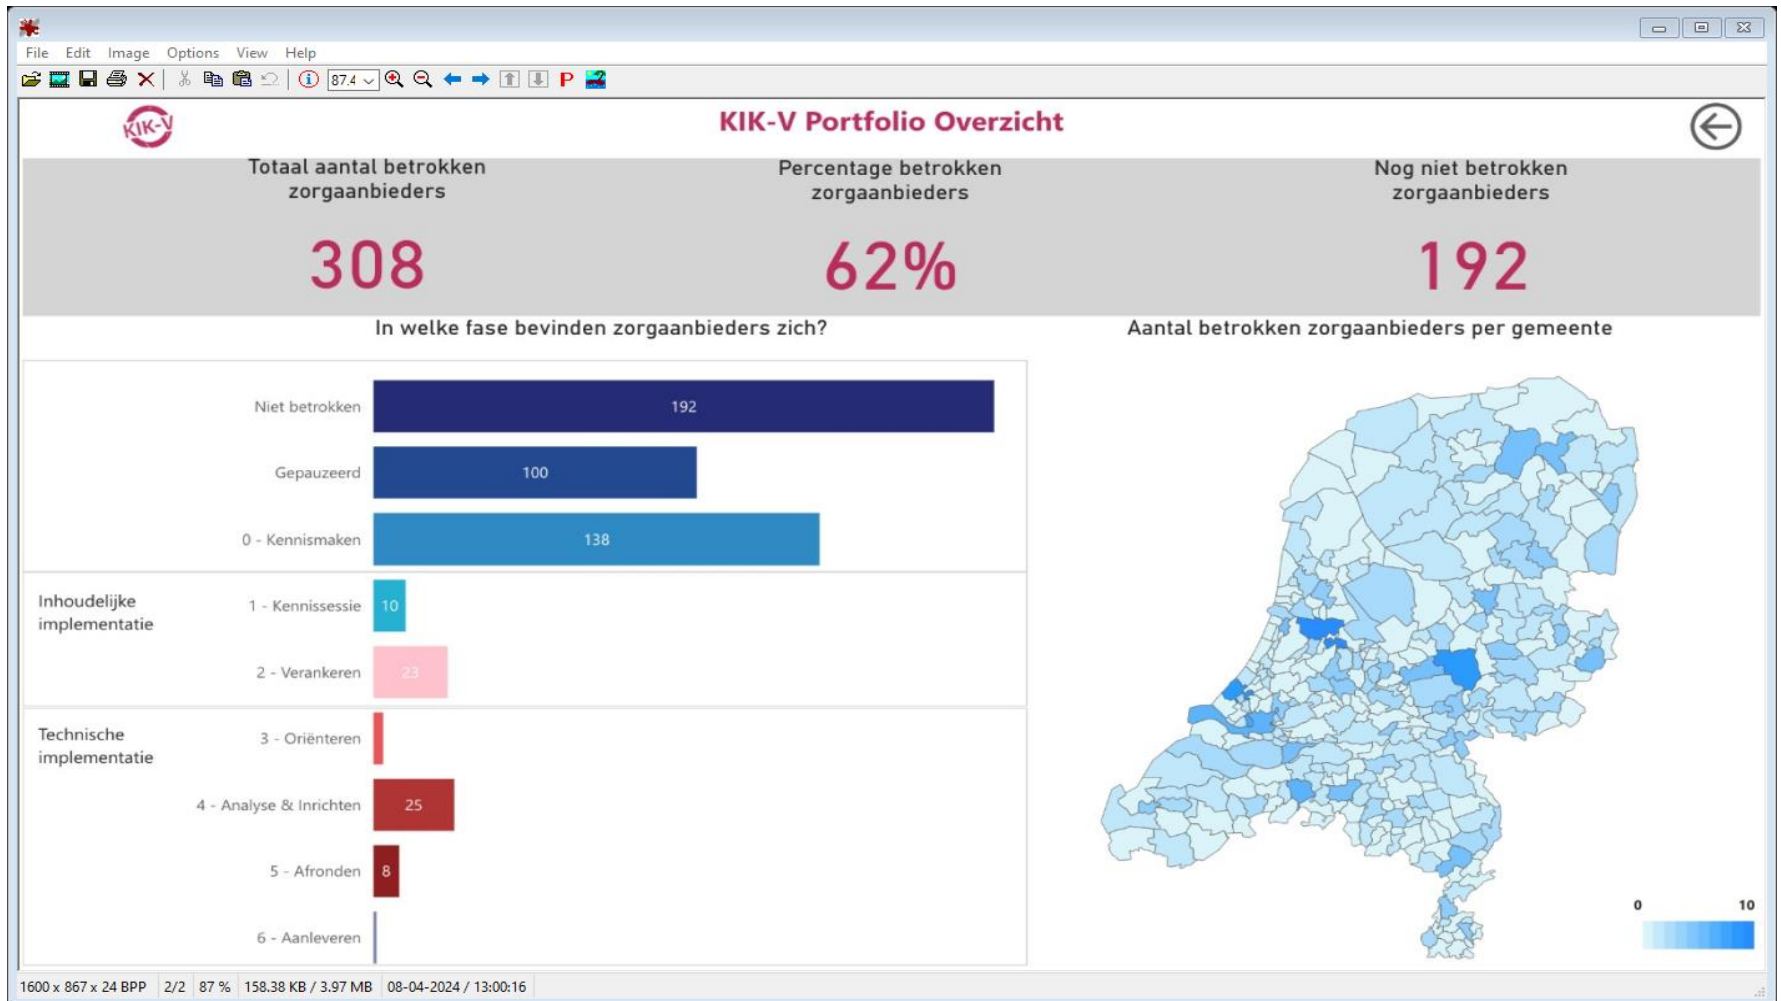 File Edit Image Options View Help
87.4
P
KIK-V
KIK-V Portfolio Overzicht
Totaal aantal betrokken
zorgaanbieders
308
Percentage betrokken
zorgaanbieders
62%
Nog niet betrokken
zorgaanbieders
192
In welke fase bevinden zorgaanbieders zich?
Niet betrokken 192
Gepauzeerd 100
0 - Kennismaken 138
Inhoudelijke
implementatie
1 - Kennissessie 10
2 - Verankeren 23
Technische
implementatie
3 - Oriënteren
4 - Analyse & Inrichten 25
5 - Afronden 8
6 - Aanleveren
Aantal betrokken zorgaanbieders per gemeente
0 10
1600 x 867 x 24 BPP 2/2 87 % 158.38 KB / 3.97 MB 08-04-2024 / 13:00:16